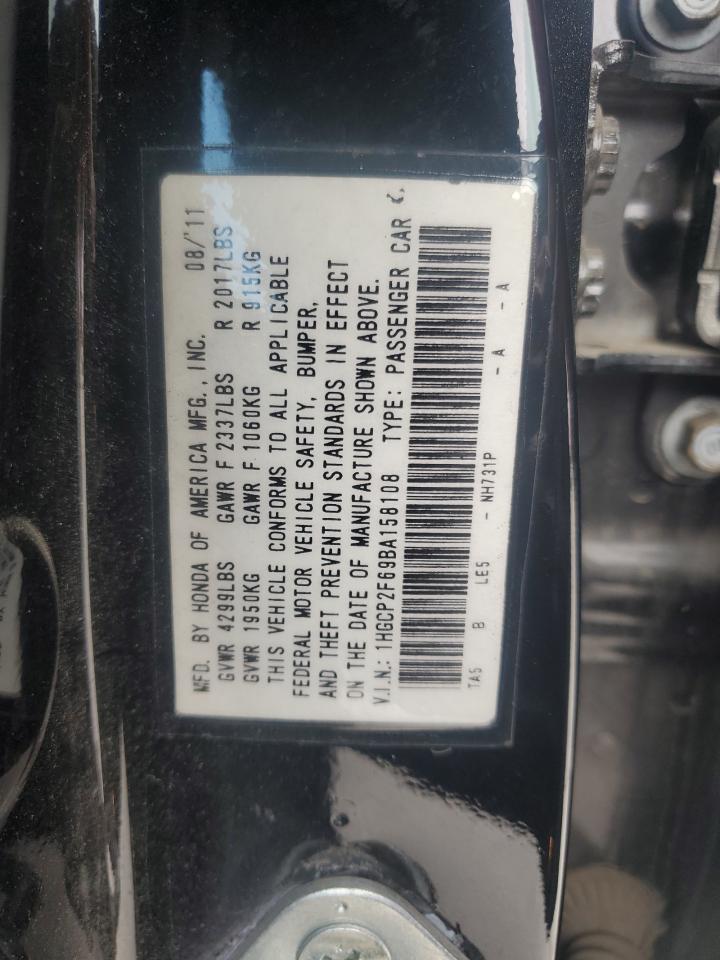 MFD. BY HONDA OF AMERICA MFG., INC. 08/'11
GVWR 4299LBS GAWR F 2337LBS R 2017LBS
GVWR 1950KG GAWR F 1060KG R 915KG
THIS VEHICLE CONFORMS TO ALL APPLICABLE
FEDERAL MOTOR VEHICLE SAFETY, BUMPER,
AND THEFT PREVENTION STANDARDS IN EFFECT
ON THE DATE OF MANUFACTURE SHOWN ABOVE.
V.I.N.: 1HGCP2F69BA158108 TYPE: PASSENGER CAR
TA5 B LE5 - NH731P - A - A